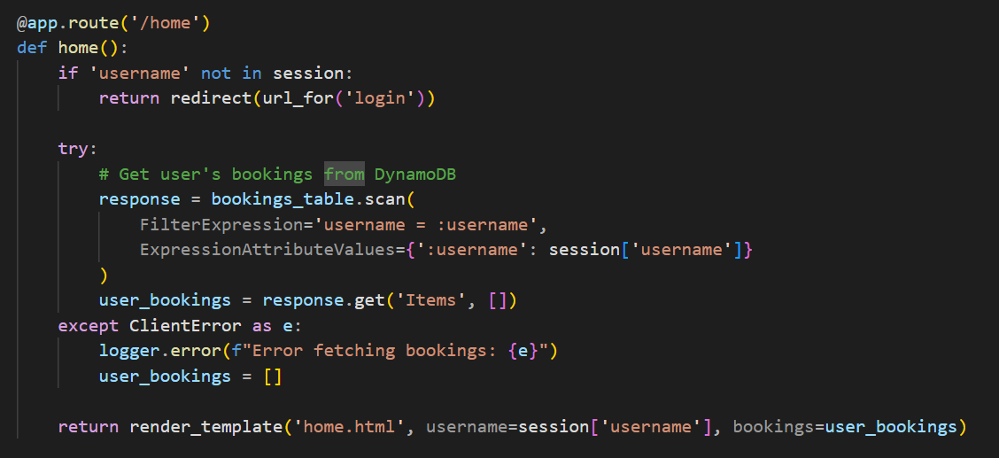 @app.route('/home')
def home():
    if 'username' not in session:
        return redirect(url_for('login'))

    try:
        # Get user's bookings from DynamoDB
        response = bookings_table.scan(
            FilterExpression='username = :username',
            ExpressionAttributeValues={':username': session['username']}
        )
        user_bookings = response.get('Items', [])
    except ClientError as e:
        logger.error(f"Error fetching bookings: {e}")
        user_bookings = []

    return render_template('home.html', username=session['username'], bookings=user_bookings)